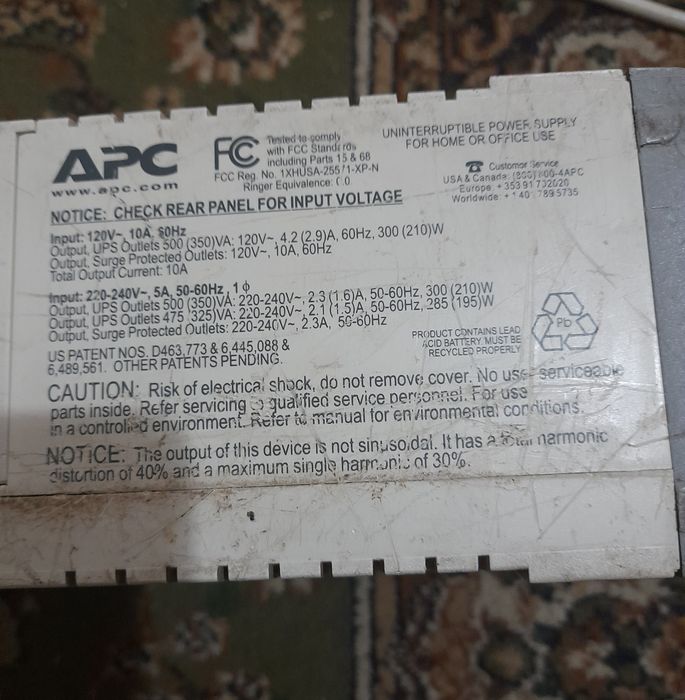 APC
www.apc.com
FC
Tested to comply
with FCC Standards
including Parts 15 & 68
FCC Reg. No. 1XHUSA-25571-XP-N
Ringer Equivalence: 0.0
UNINTERRUPTIBLE POWER SUPPLY
FOR HOME OR OFFICE USE
Customer Service
USA & Canada: (800) 800-4APC
Europe: +353 91 702020
Worldwide: +1 401 789 5735
NOTICE: CHECK REAR PANEL FOR INPUT VOLTAGE
Input: 120V~, 10A, 60Hz
Output, UPS Outlets 500 (350)VA: 120V~, 4.2 (2.9)A, 60Hz, 300 (210)W
Output, Surge Protected Outlets: 120V~, 10A, 60Hz
Total Output Current: 10A
Input: 220-240V~, 5A, 50-60Hz, 1 ϕ
Output, UPS Outlets 500 (350)VA: 220-240V~, 2.3 (1.6)A, 50-60Hz, 300 (210)W
Output, UPS Outlets 475 (325)VA: 220-240V~, 2.1 (1.5)A, 50-60Hz, 285 (195)W
Output, Surge Protected Outlets: 220-240V~, 2.3A, 50-60Hz
US PATENT NOS. D463,773 & 6,445,088 &
6,489,561. OTHER PATENTS PENDING.
PRODUCT CONTAINS LEAD
ACID BATTERY. MUST BE
RECYCLED PROPERLY
Pb
CAUTION: Risk of electrical shock, do not remove cover. No user serviceable
parts inside. Refer servicing to qualified service personnel. For use
in a controlled environment. Refer to manual for environmental conditions.
NOTICE: The output of this device is not sinusoidal. It has a total harmonic
distortion of 40% and a maximum single harmonic of 30%.